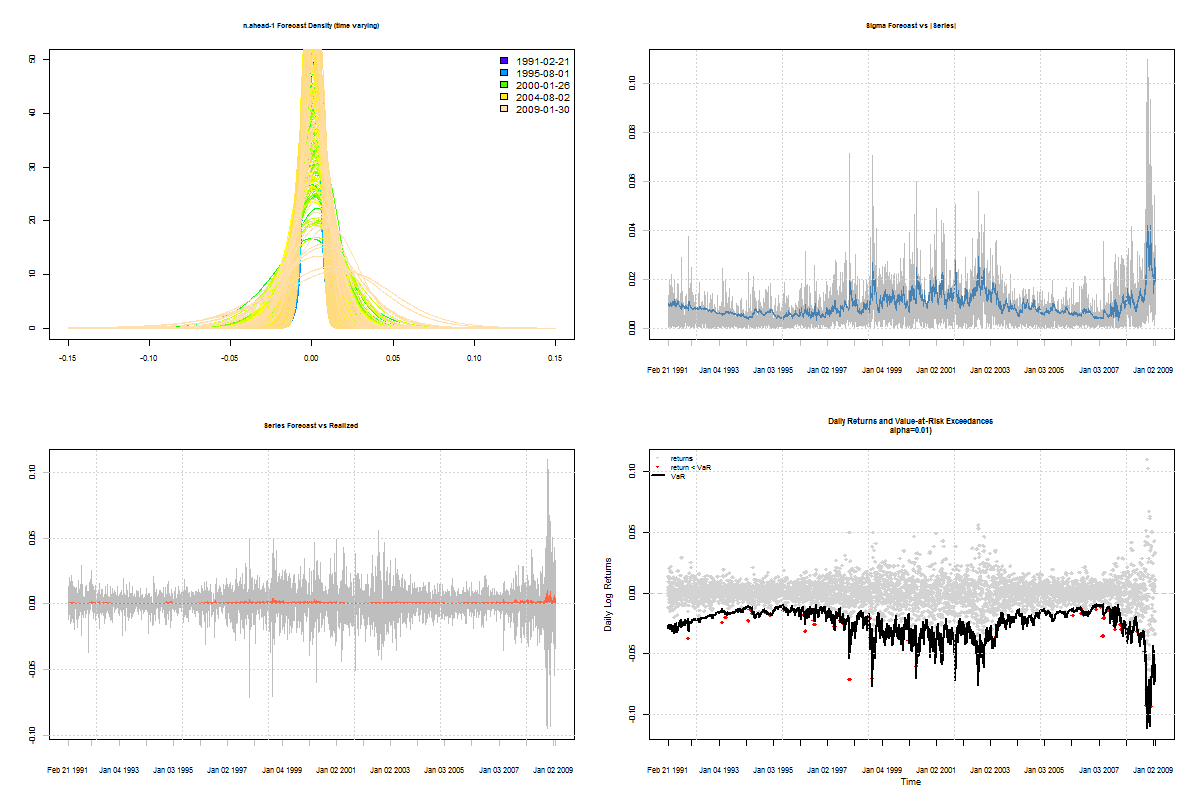 n.ahead-1 Forecast Density (time varying)
50
40
30
20
10
0
1991-02-21
1995-08-01
2000-01-26
2004-08-02
2009-01-30
-0.15 -0.10 -0.05 0.00 0.05 0.10 0.15
Sigma Forecast vs |Series|
0.10
0.08
0.06
0.04
0.02
0.00
Feb 21 1991 Jan 04 1993 Jan 03 1995 Jan 02 1997 Jan 04 1999 Jan 02 2001 Jan 02 2003 Jan 03 2005 Jan 03 2007 Jan 02 2009
Series Forecast vs Realized
0.10
0.05
0.00
-0.05
-0.10
Feb 21 1991 Jan 04 1993 Jan 03 1995 Jan 02 1997 Jan 04 1999 Jan 02 2001 Jan 02 2003 Jan 03 2005 Jan 03 2007 Jan 02 2009
Daily Returns and Value-at-Risk Exceedances
alpha=0.01)
returns
return < VaR
VaR
Daily Log Returns
0.10
0.05
0.00
-0.05
-0.10
Feb 21 1991 Jan 04 1993 Jan 03 1995 Jan 02 1997 Jan 04 1999 Jan 02 2001 Jan 02 2003 Jan 03 2005 Jan 03 2007 Jan 02 2009
Time